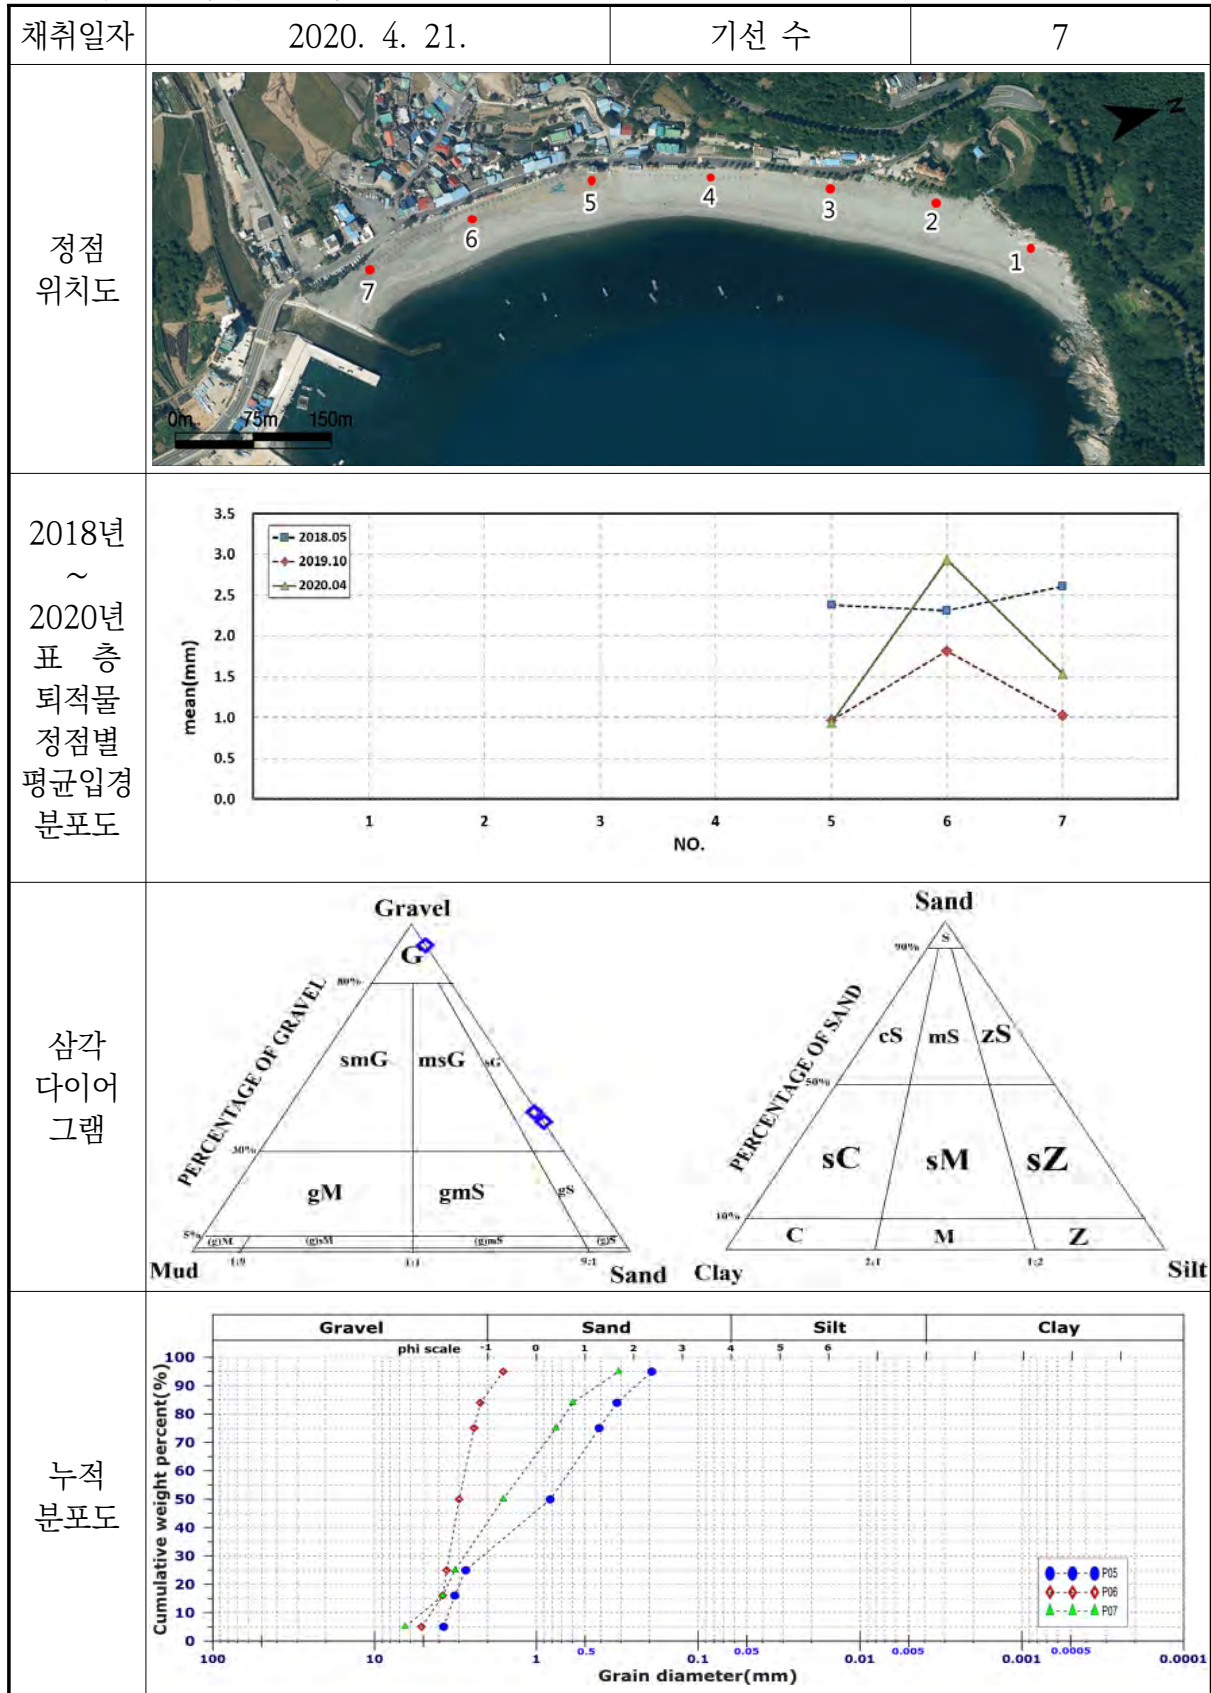 채취일자
2020. 4. 21.
기선 수
7
정점
위치도
N
1
2
3
4
5
6
7
0m
75m
150m
2018년
~
2020년
표 층
퇴적물
정점별
평균입경
분포도
3.5
3.0
2.5
2.0
1.5
1.0
0.5
0.0
mean(mm)
2018.05
2019.10
2020.04
1 2 3 4 5 6 7
NO.
삼각
다이어
그램
Gravel
G
80%
PERCENTAGE OF GRAVEL
smG msG sG
30%
gM gmS gS
5%
(g)M (g)sM (g)mS (g)S
1:9 1:1 9:1
Mud Sand
Sand
S
90%
PERCENTAGE OF SAND
cS mS zS
50%
sC sM sZ
10%
C M Z
2:1 1:2
Clay Silt
누적
분포도
Gravel Sand Silt Clay
phi scale -1 0 1 2 3 4 5 6
Cumulative weight percent(%)
100
90
80
70
60
50
40
30
20
10
0
P05
P06
P07
100 10 1 0.5 0.1 0.05 0.01 0.005 0.001 0.0005 0.0001
Grain diameter(mm)